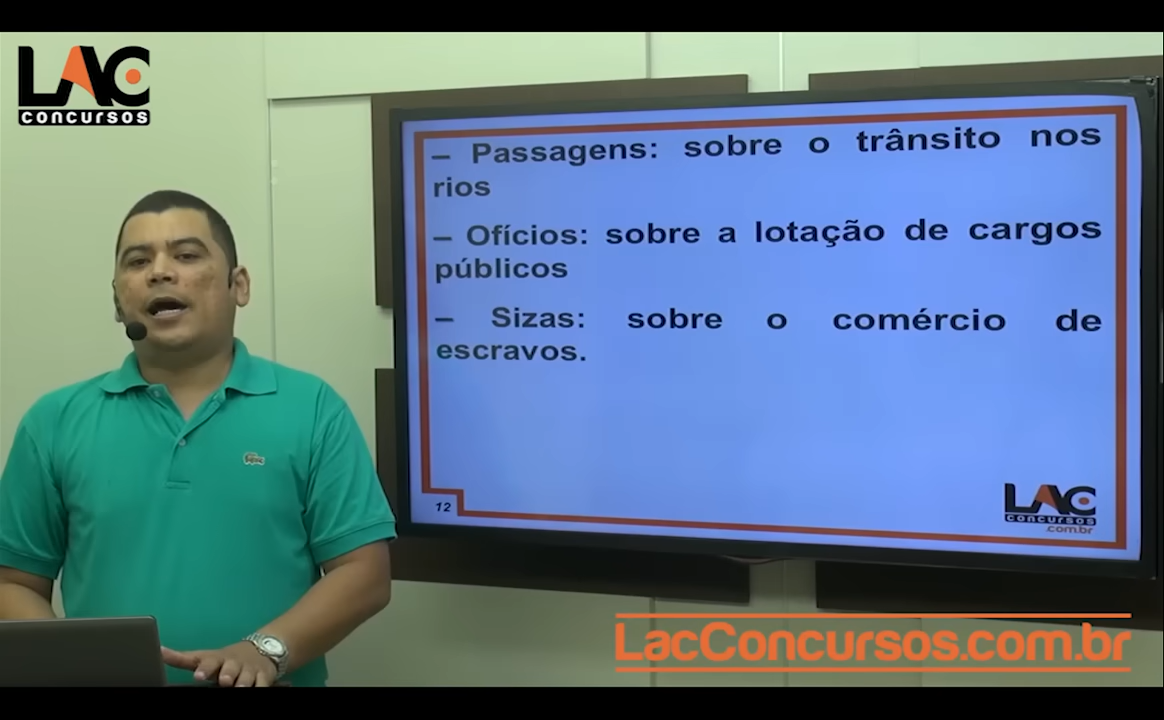 LAC
concursos
– Passagens: sobre o trânsito nos
rios
– Ofícios: sobre a lotação de cargos
públicos
– Sizas: sobre o comércio de
escravos.
12
LAC
concursos
.com.br
LacConcursos.com.br